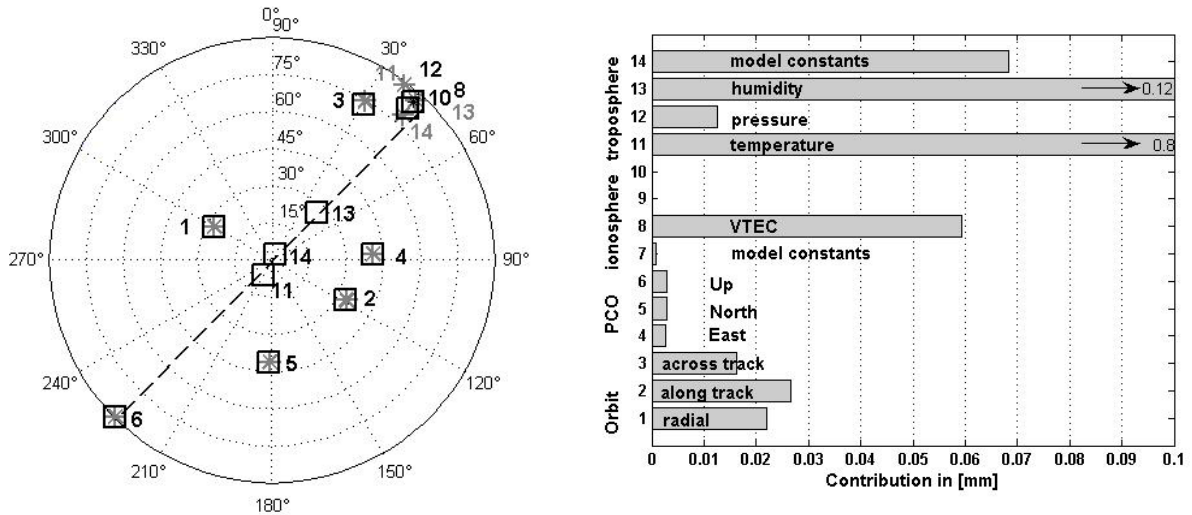 0°
90°
330°
30°
75°
11
12
8
3
10
60°
13
300°
14
60°
45°
30°
15°
1
13
270°
14
4
90°
11
2
5
240°
120°
6
210°
150°
180°
14 model constants
13 humidity 0.12
12 pressure
11 temperature 0.8
10
9
8 VTEC
7 model constants
6 Up
5 North
4 East
3 across track
2 along track
1 radial
troposphere
ionosphere
PCO
Orbit
0 0.01 0.02 0.03 0.04 0.05 0.06 0.07 0.08 0.09 0.1
Contribution in [mm]